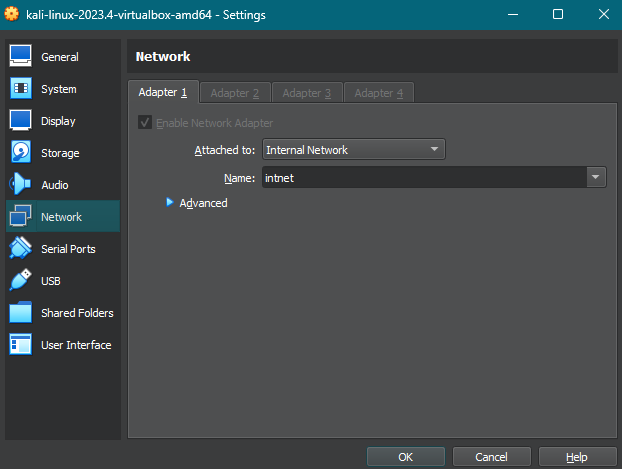 kali-linux-2023.4-virtualbox-amd64 - Settings
General
System
Display
Storage
Audio
Network
Serial Ports
USB
Shared Folders
User Interface
Network
Adapter 1 Adapter 2 Adapter 3 Adapter 4
Enable Network Adapter
Attached to: Internal Network
Name: intnet
Advanced
OK Cancel Help